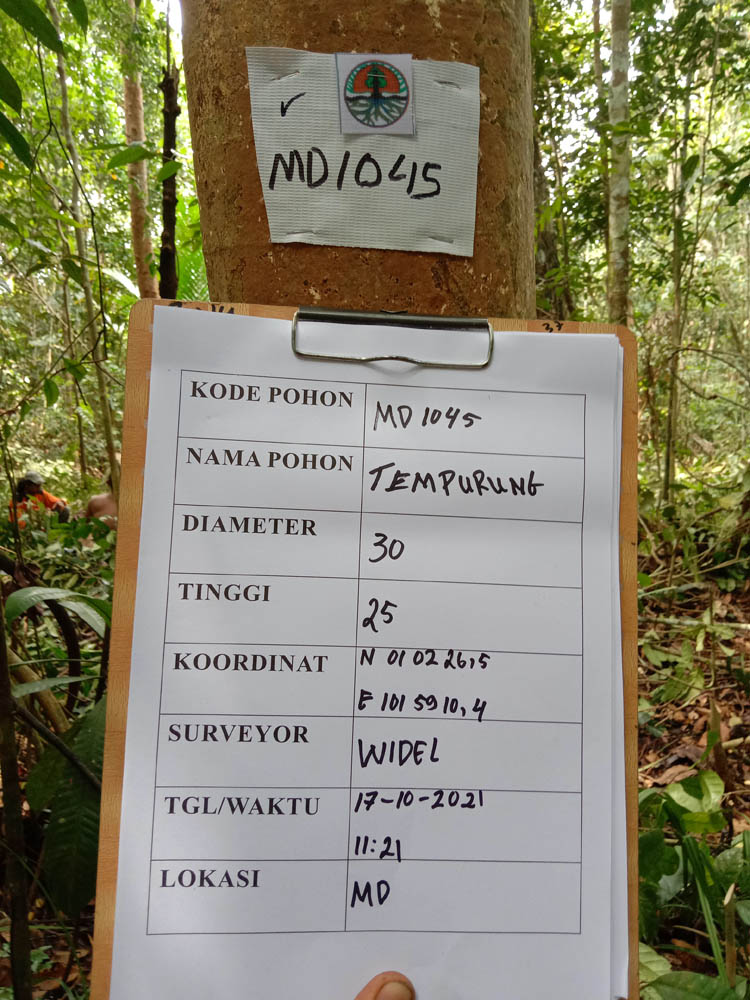 MD1045
KODE POHON MD 1045
NAMA POHON TEMPURUNG
DIAMETER 30
TINGGI 25
KOORDINAT N 01 02 26,5
E 101 59 10,4
SURVEYOR WIDEL
TGL/WAKTU 17-10-2021
11:21
LOKASI MD